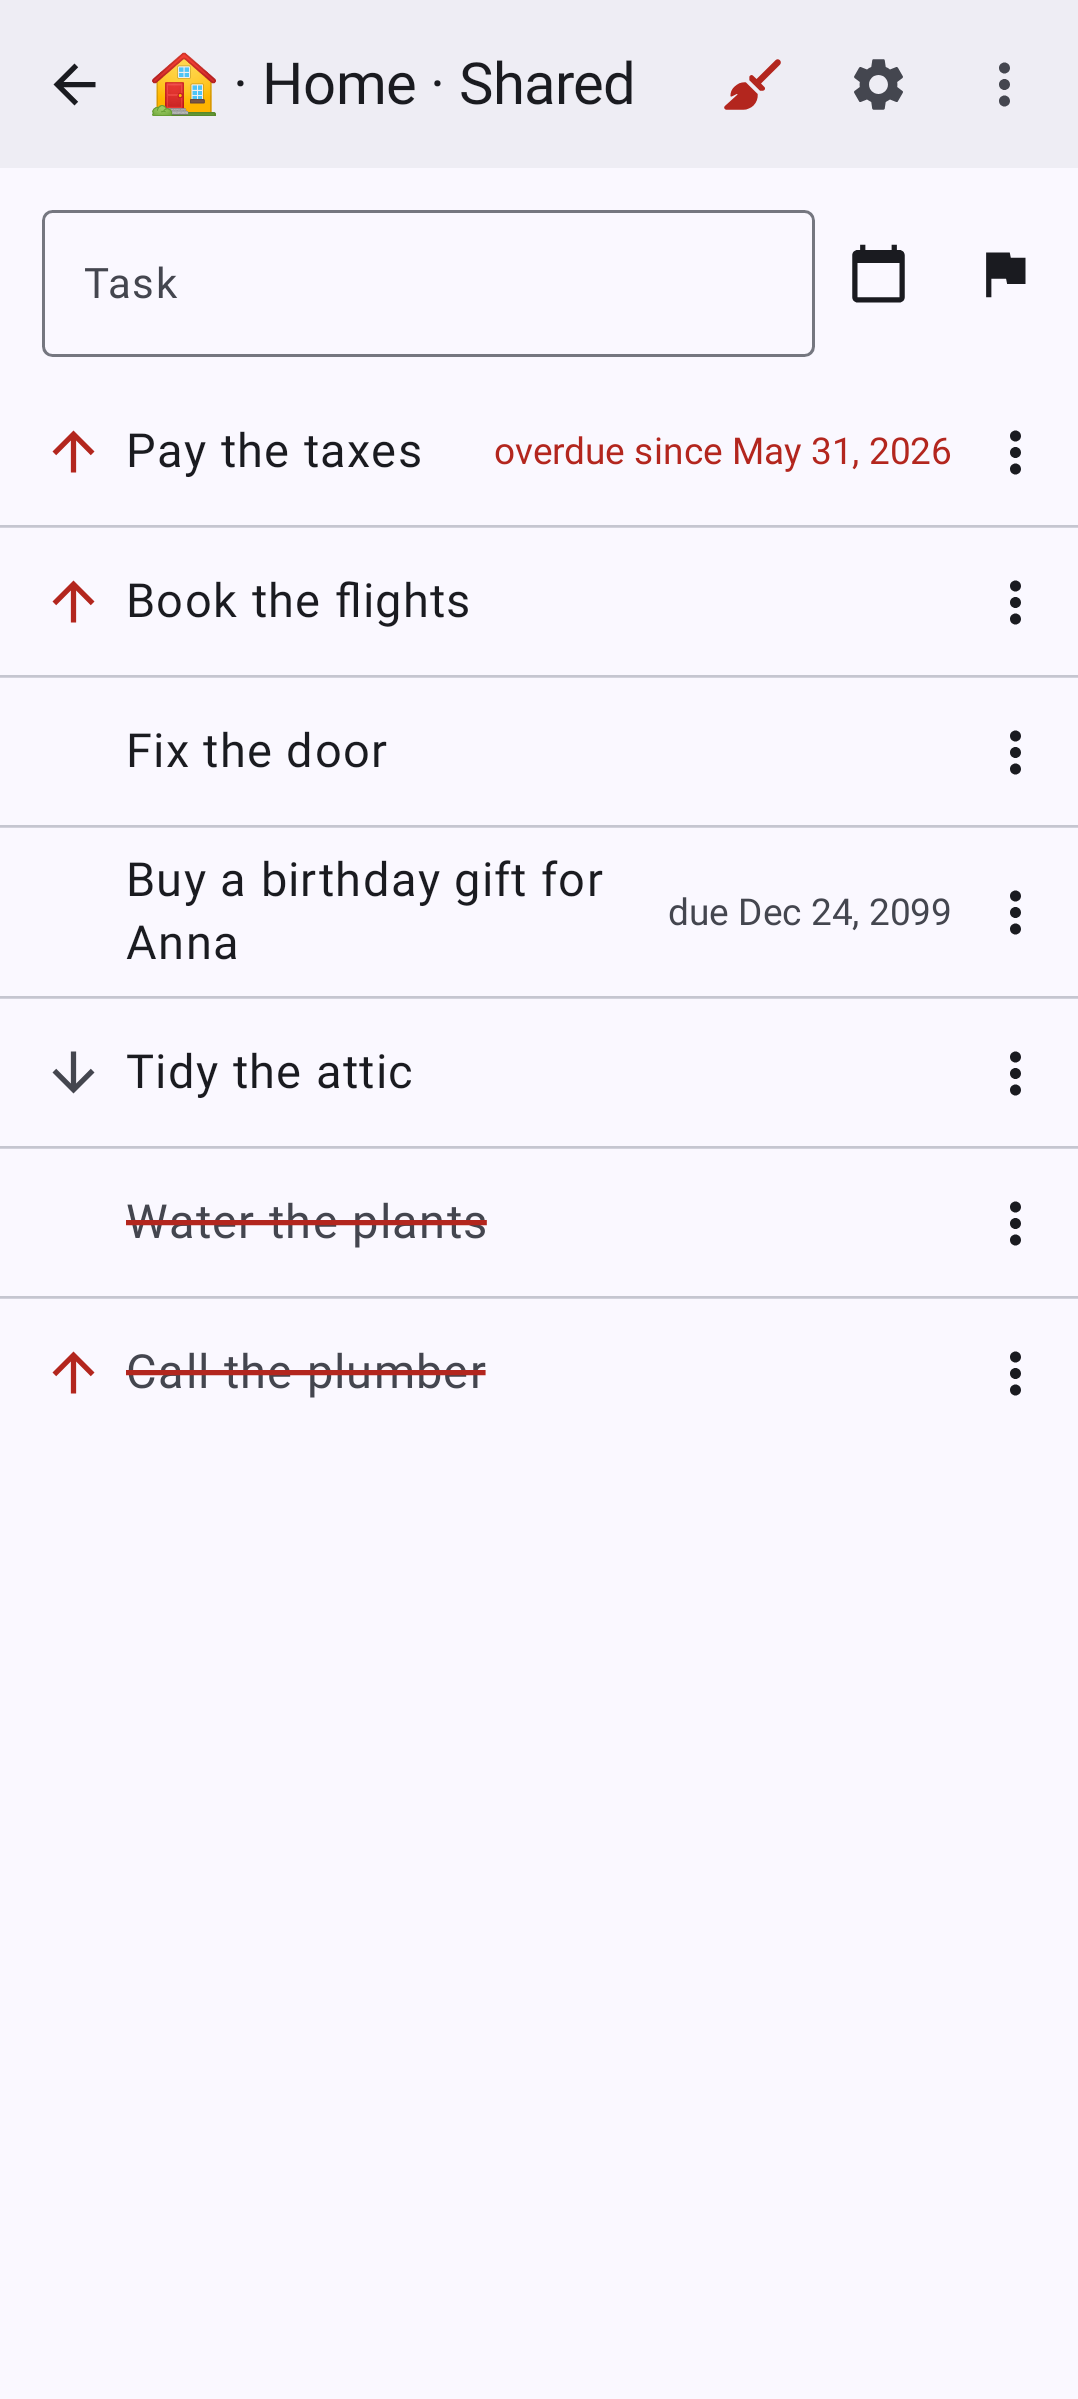 🏠 · Home · Shared
Task
Pay the taxes overdue since May 31, 2026
Book the flights
Fix the door
Buy a birthday gift for
Anna
due Dec 24, 2099
Tidy the attic
Water the plants
Call the plumber